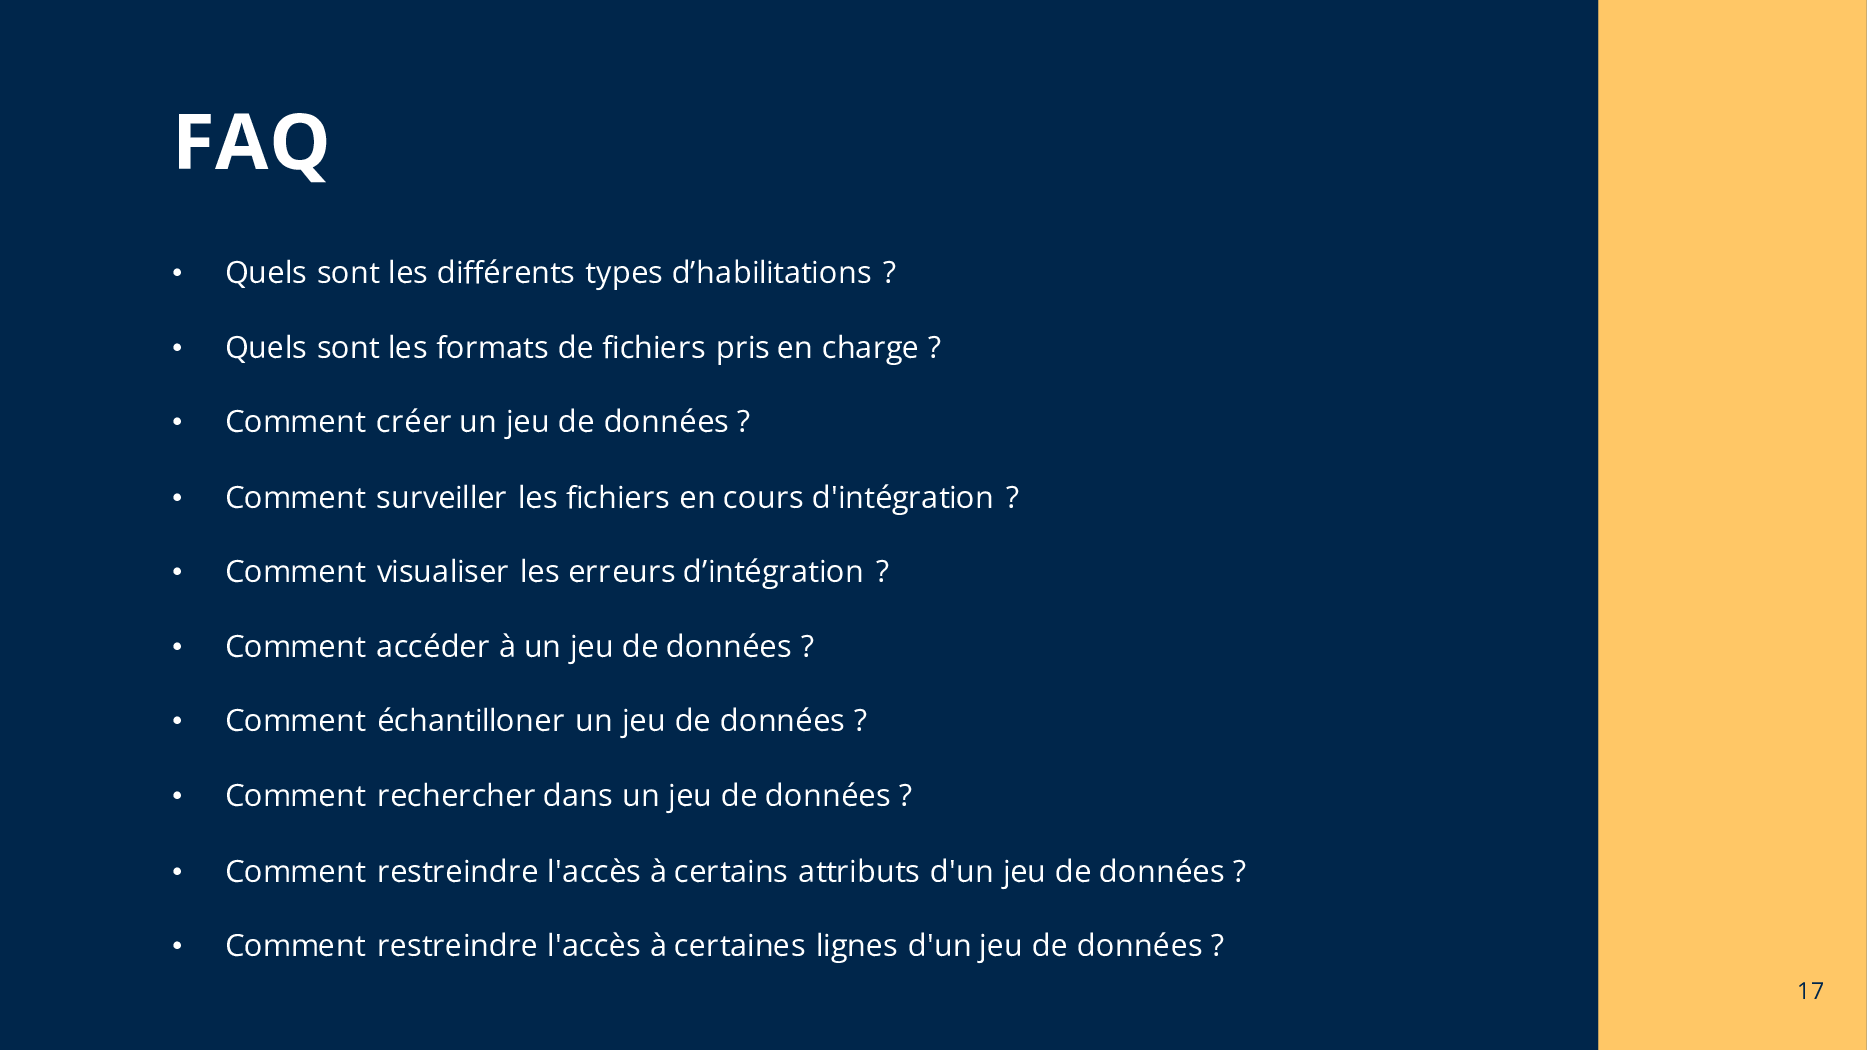 FAQ
• Quels sont les différents types d’habilitations ?
• Quels sont les formats de fichiers pris en charge ?
• Comment créer un jeu de données ?
• Comment surveiller les fichiers en cours d'intégration ?
• Comment visualiser les erreurs d’intégration ?
• Comment accéder à un jeu de données ?
• Comment échantilloner un jeu de données ?
• Comment rechercher dans un jeu de données ?
• Comment restreindre l'accès à certains attributs d'un jeu de données ?
• Comment restreindre l'accès à certaines lignes d'un jeu de données ?
17